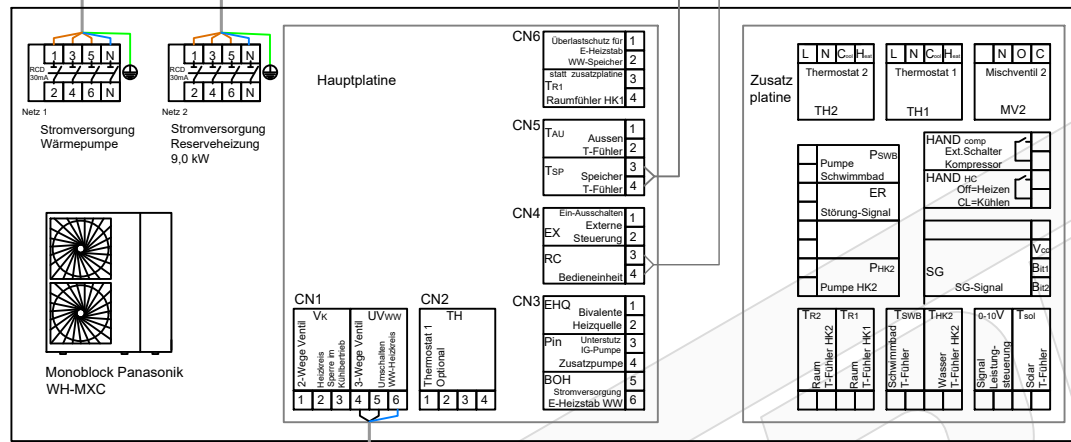 1 3 5 N
RCD
30mA
2 4 6 N
Netz 1
Stromversorgung
Wärmepumpe
1 3 5 N
RCD
30mA
2 4 6 N
Netz 2
Stromversorgung
Reserveheizung
9,0 kW
Monoblock Panasonik
WH-MXC
Hauptplatine
CN6
Überlastschutz für
E-Heizstab
WW-Speicher
statt zusatzplatine
TR1
Raumfühler HK1
1
2
3
4
CN5
TAU
Aussen
T-Fühler
TSP
Speicher
T-Fühler
1
2
3
4
CN4
Ein-Ausschalten
Externe
EX
Steuerung
RC
Bedieneinheit
1
2
3
4
CN3
EHQ
Bivalente
Heizquelle
Pin
Unterstutz
IG-Pumpe
Zusatzpumpe
BOH
Stromversorgung
E-Heizstab WW
1
2
3
4
5
6
CN1
VK
UVWW
2-Wege Ventil
Heizkreis
Sperre im
Kühlbertrieb
3-Wege Ventil
Umschalten
WW-Heizkreis
1 2 3 4 5 6
CN2
TH
Thermostat 1
Optional
1 2 3 4
Zusatz
platine
L N Cool Heat
Thermostat 2
TH2
L N Cool Heat
Thermostat 1
TH1
N O C
Mischventil 2
MV2
PSWB
Pumpe
Schwimmbad
ER
Störung-Signal
PHK2
Pumpe HK2
HAND comp
Ext.Schalter
Kompressor
HAND HC
Off=Heizen
CL=Kühlen
Vcc
SG
Bit1
SG-Signal
Bit2
TR2
TR1
Raum
T-Fühler HK2
Raum
T-Fühler HK1
TSWB
THK2
Schwimmbad
T-Fühler
Wasser
T-Fühler HK2
0-10V
Tsol
Signal
Leistung-
steuerung
Solar
T-Fühler